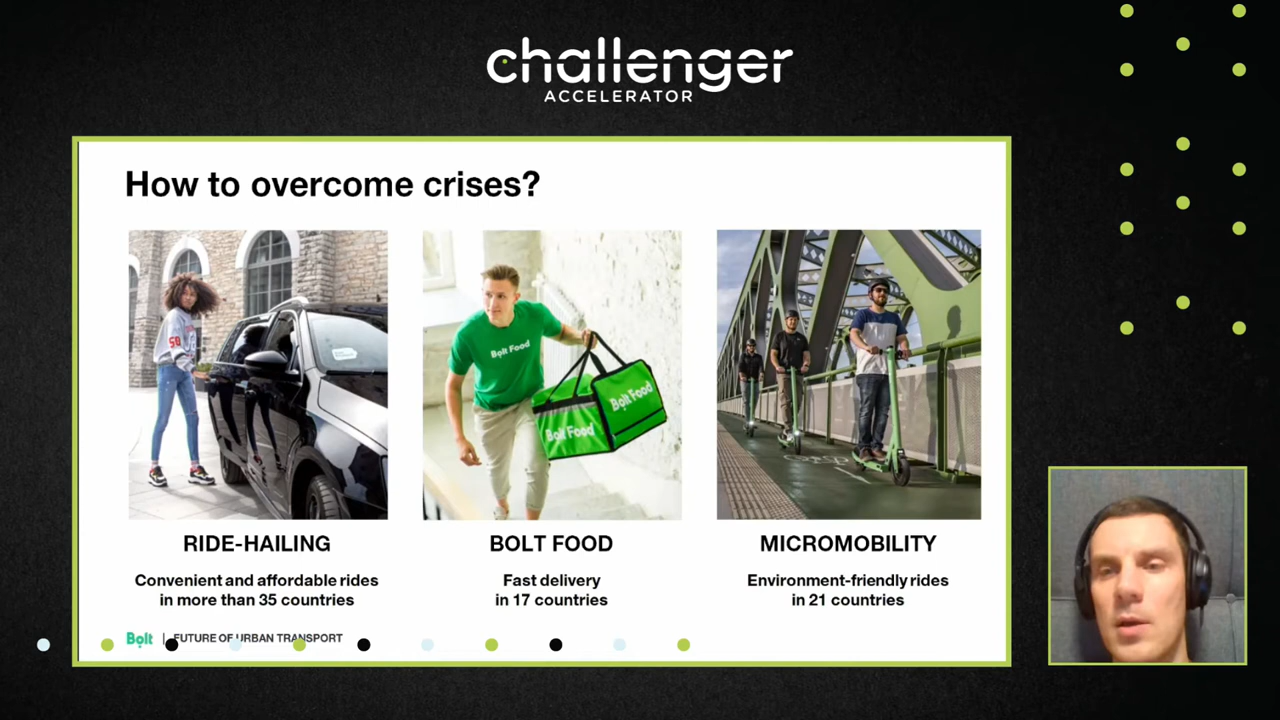 challenger
ACCELERATOR
How to overcome crises?
58
Bolt Food
Bolt Food
Bolt Food
RIDE-HAILING
Convenient and affordable rides
in more than 35 countries
BOLT FOOD
Fast delivery
in 17 countries
MICROMOBILITY
Environment-friendly rides
in 21 countries
Bolt | FUTURE OF URBAN TRANSPORT